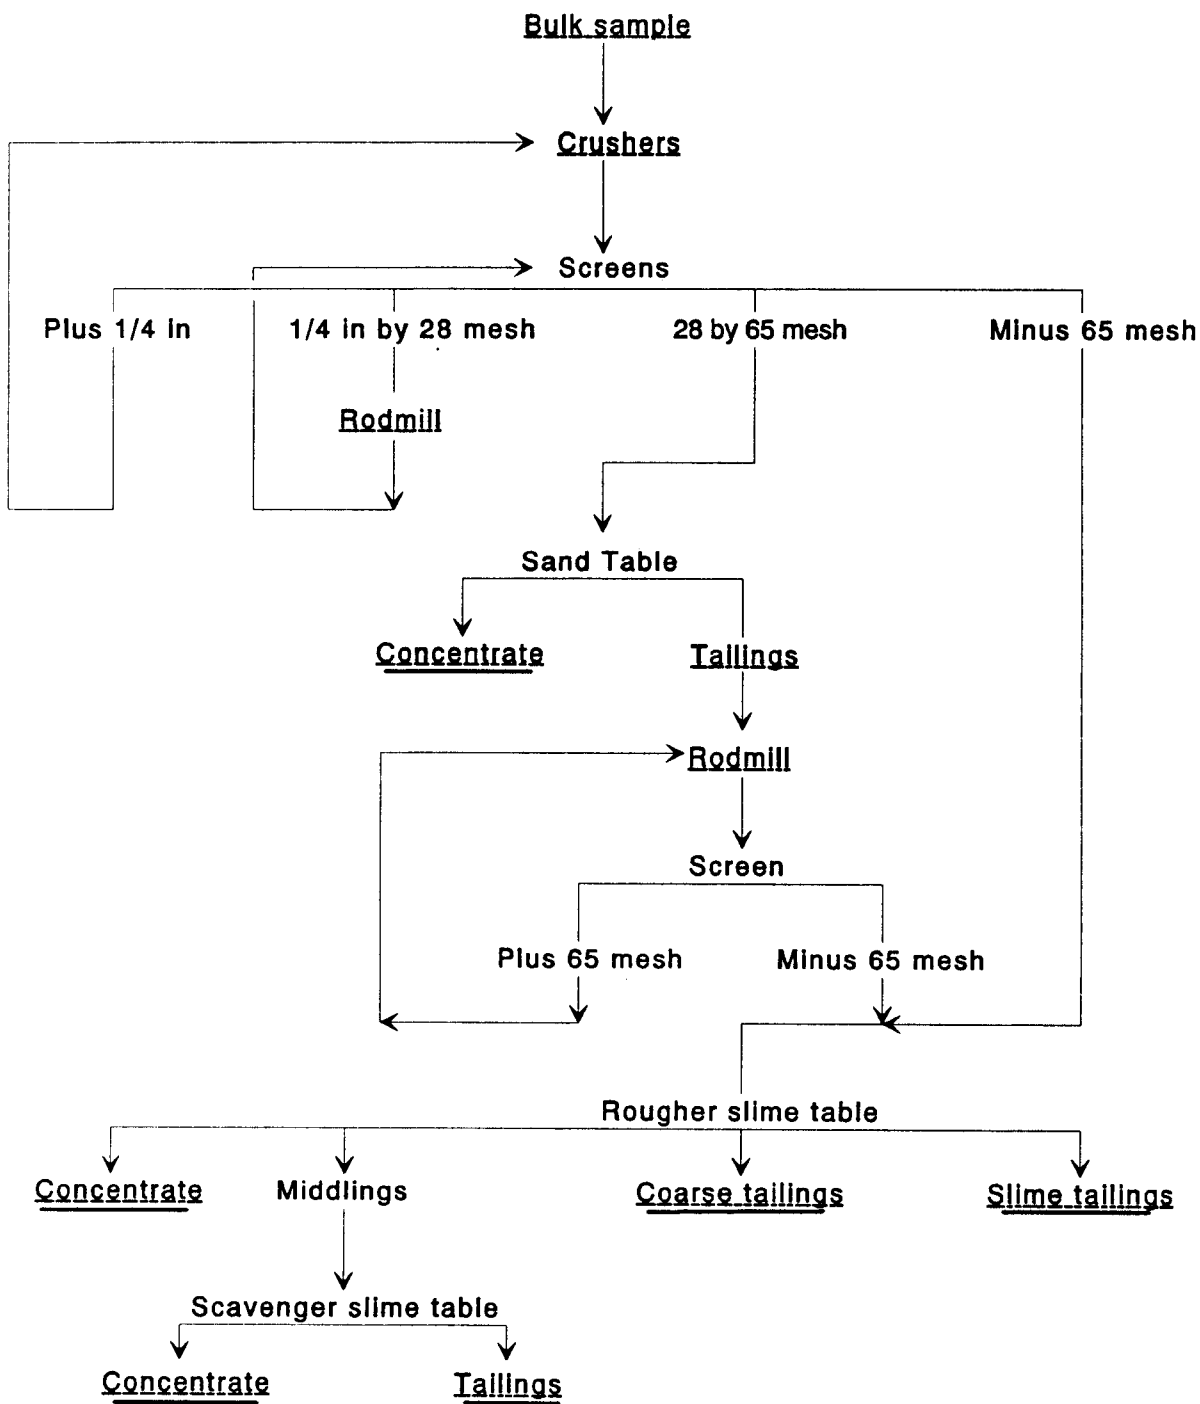 Bulk sample
Crushers
Screens
Plus 1/4 in
1/4 in by 28 mesh
28 by 65 mesh
Minus 65 mesh
Rodmill
Sand Table
Concentrate
Tailings
Rodmill
Screen
Plus 65 mesh
Minus 65 mesh
Rougher slime table
Concentrate
Middlings
Coarse tailings
Slime tailings
Scavenger slime table
Concentrate
Tailings